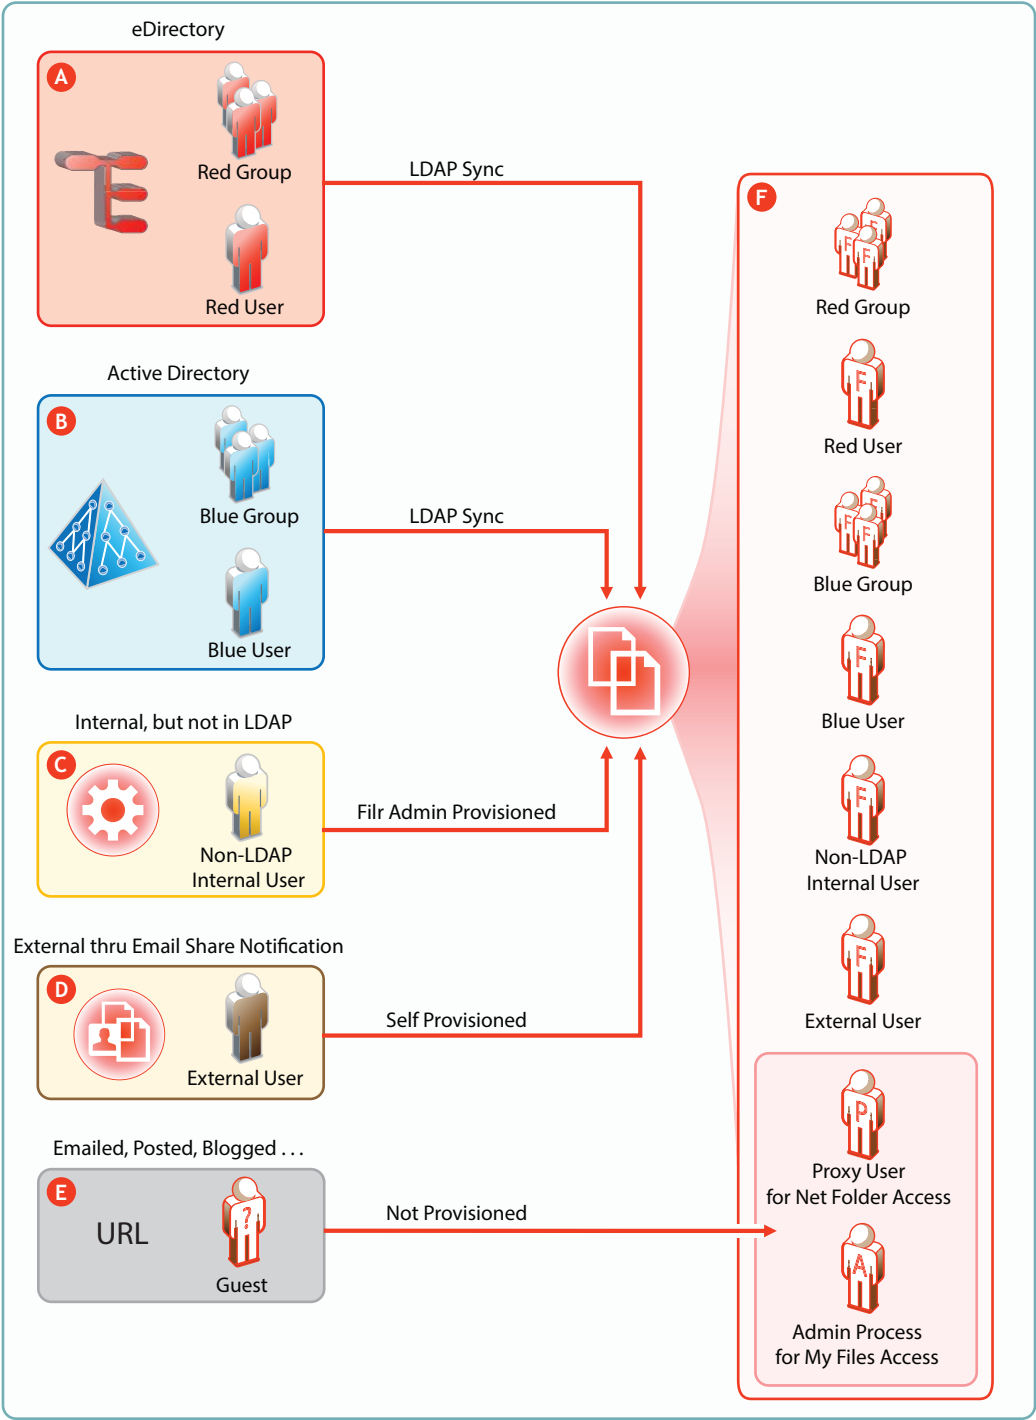 eDirectory
A
Red Group
Red User
LDAP Sync
Active Directory
B
Blue Group
Blue User
LDAP Sync
Internal, but not in LDAP
C
Non-LDAP
Internal User
Filr Admin Provisioned
External thru Email Share Notification
D
External User
Self Provisioned
Emailed, Posted, Blogged . . .
E
URL
?
Guest
Not Provisioned
F
F
F
F
Red Group
F
Red User
F
F
F
Blue Group
F
Blue User
F
Non-LDAP
Internal User
F
External User
P
Proxy User
for Net Folder Access
A
Admin Process
for My Files Access